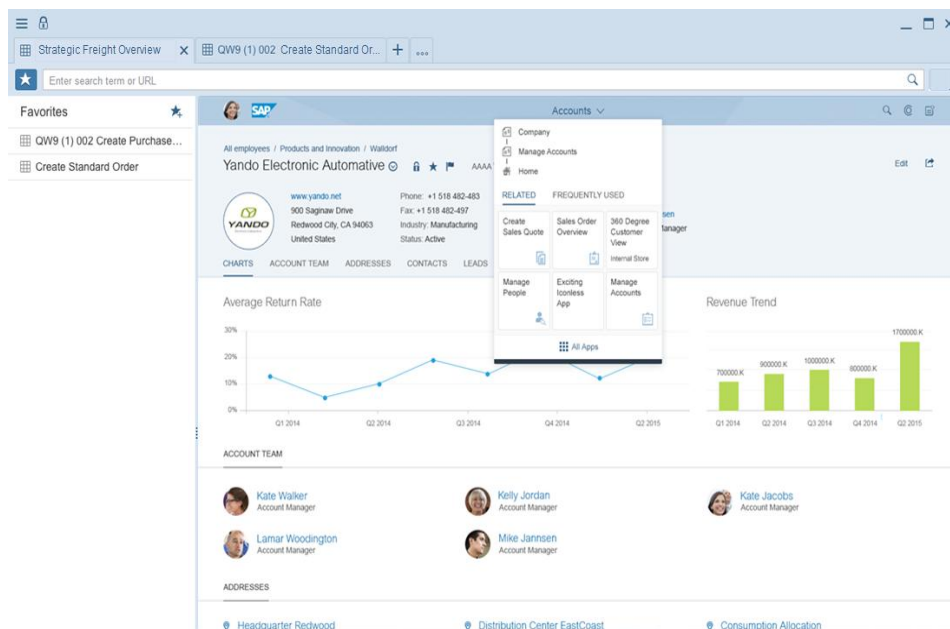 Strategic Freight Overview
QW9 (1) 002 Create Standard Or...
Enter search term or URL
Favorites
QW9 (1) 002 Create Purchase...
Create Standard Order
SAP
Accounts
Company
Manage Accounts
Home
RELATED FREQUENTLY USED
Create Sales Quote
Sales Order Overview
360 Degree Customer View
Internal Store
Manage People
Exciting Iconless App
Manage Accounts
All Apps
All employees / Products and Innovation / Walldorf
Yando Electronic Automative
Edit
YANDO
www.yando.net
900 Saginaw Drive
Redwood City, CA 94063
United States
Phone: +1 518 482-483
Fax: +1 518 482-497
Industry: Manufacturing
Status: Active
CHARTS ACCOUNT TEAM ADDRESSES CONTACTS LEADS
Average Return Rate
30%
20%
10%
0%
Q1 2014 Q2 2014 Q3 2014 Q4 2014 Q2 2015
Revenue Trend
700000.K 900000.K 1000000.K 800000.K 1700000.K
Q1 2014 Q2 2014 Q3 2014 Q4 2014 Q2 2015
ACCOUNT TEAM
Kate Walker
Account Manager
Kelly Jordan
Account Manager
Kate Jacobs
Account Manager
Lamar Woodington
Account Manager
Mike Jannsen
Account Manager
ADDRESSES
Headquarter Redwood
Distribution Center EastCoast
Consumption Allocation